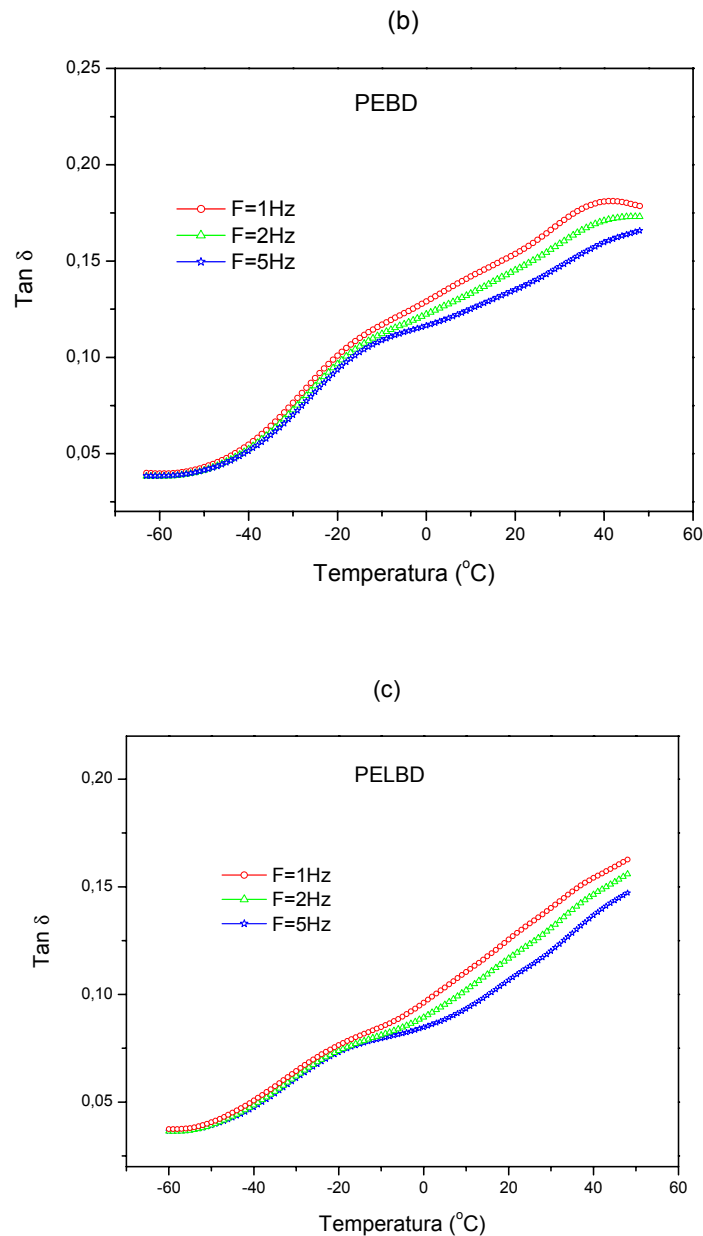 (b)
PEBD
F=1Hz
F=2Hz
F=5Hz
Tan δ
0,25
0,20
0,15
0,10
0,05
-60 -40 -20 0 20 40 60
Temperatura (°C)
(c)
PELBD
F=1Hz
F=2Hz
F=5Hz
Tan δ
0,20
0,15
0,10
0,05
-60 -40 -20 0 20 40 60
Temperatura (°C)